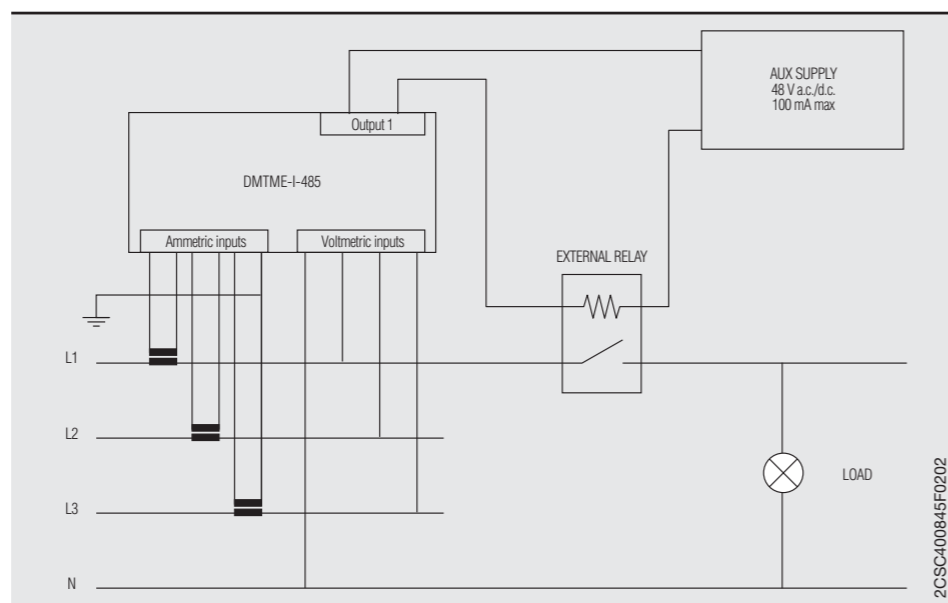 AUX SUPPLY
48 V a.c./d.c.
100 mA max
Output 1
DMTME-I-485
Ammetric inputs
Voltmetric inputs
EXTERNAL RELAY
L1
L2
L3
N
LOAD
2CSC400845F0202